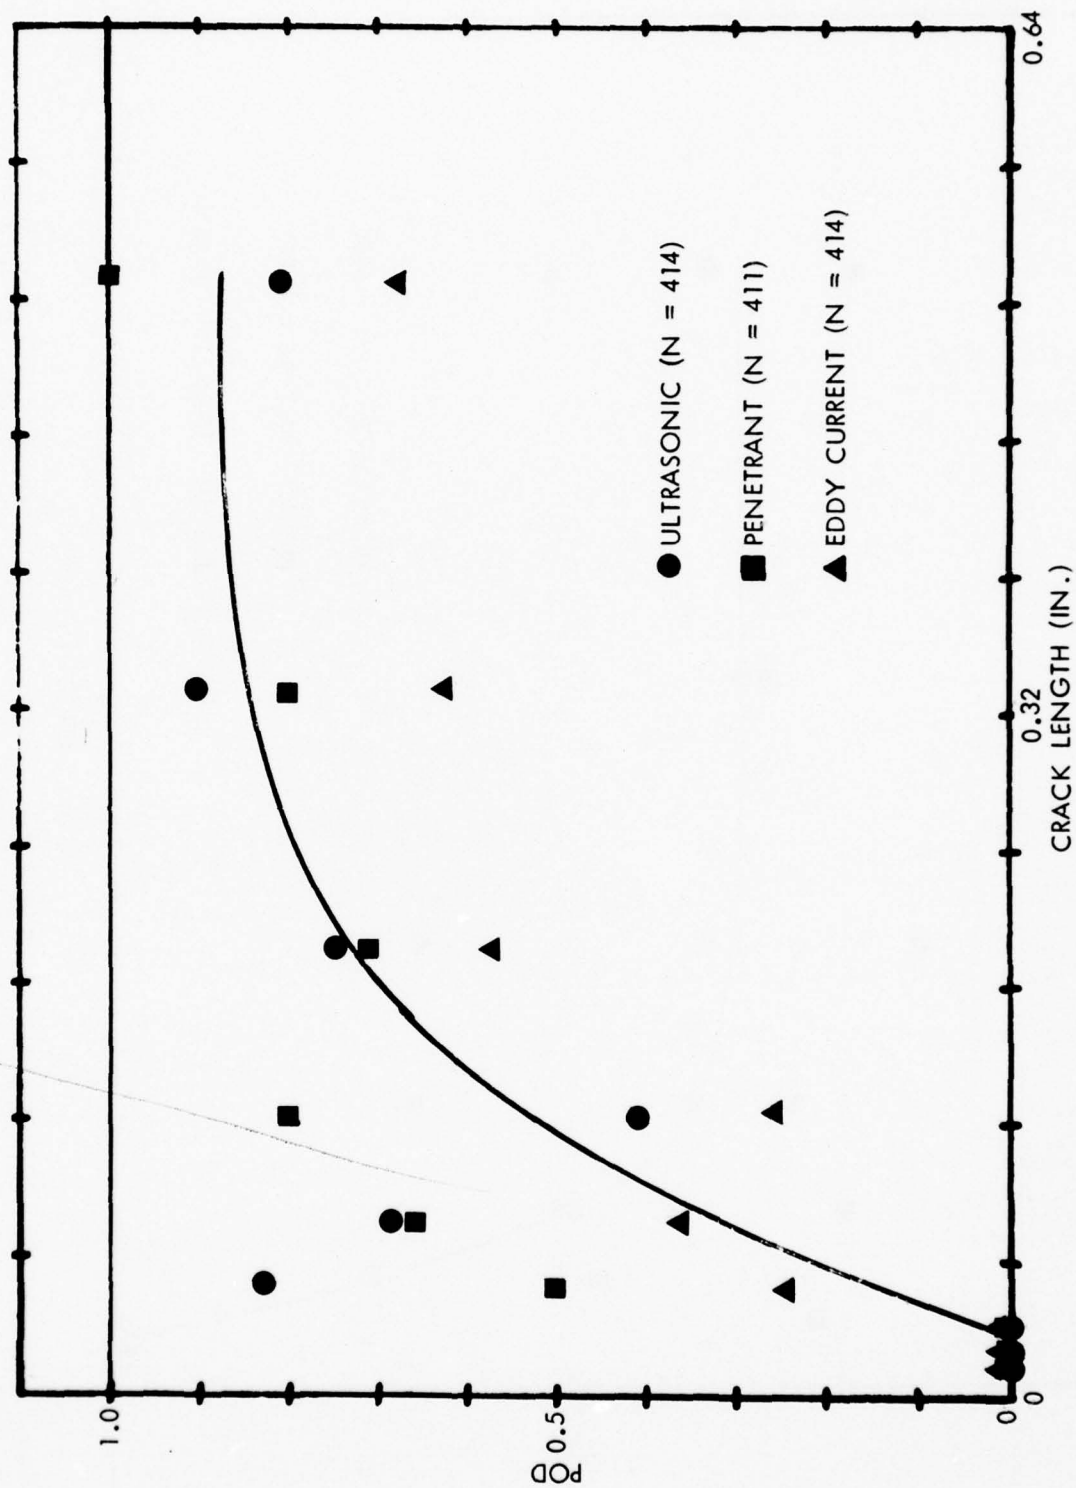 1.0
POD
0.5
0
0
0.32
0.64
CRACK LENGTH (IN.)
ULTRASONIC (N = 414)
PENETRANT (N = 411)
EDDY CURRENT (N = 414)